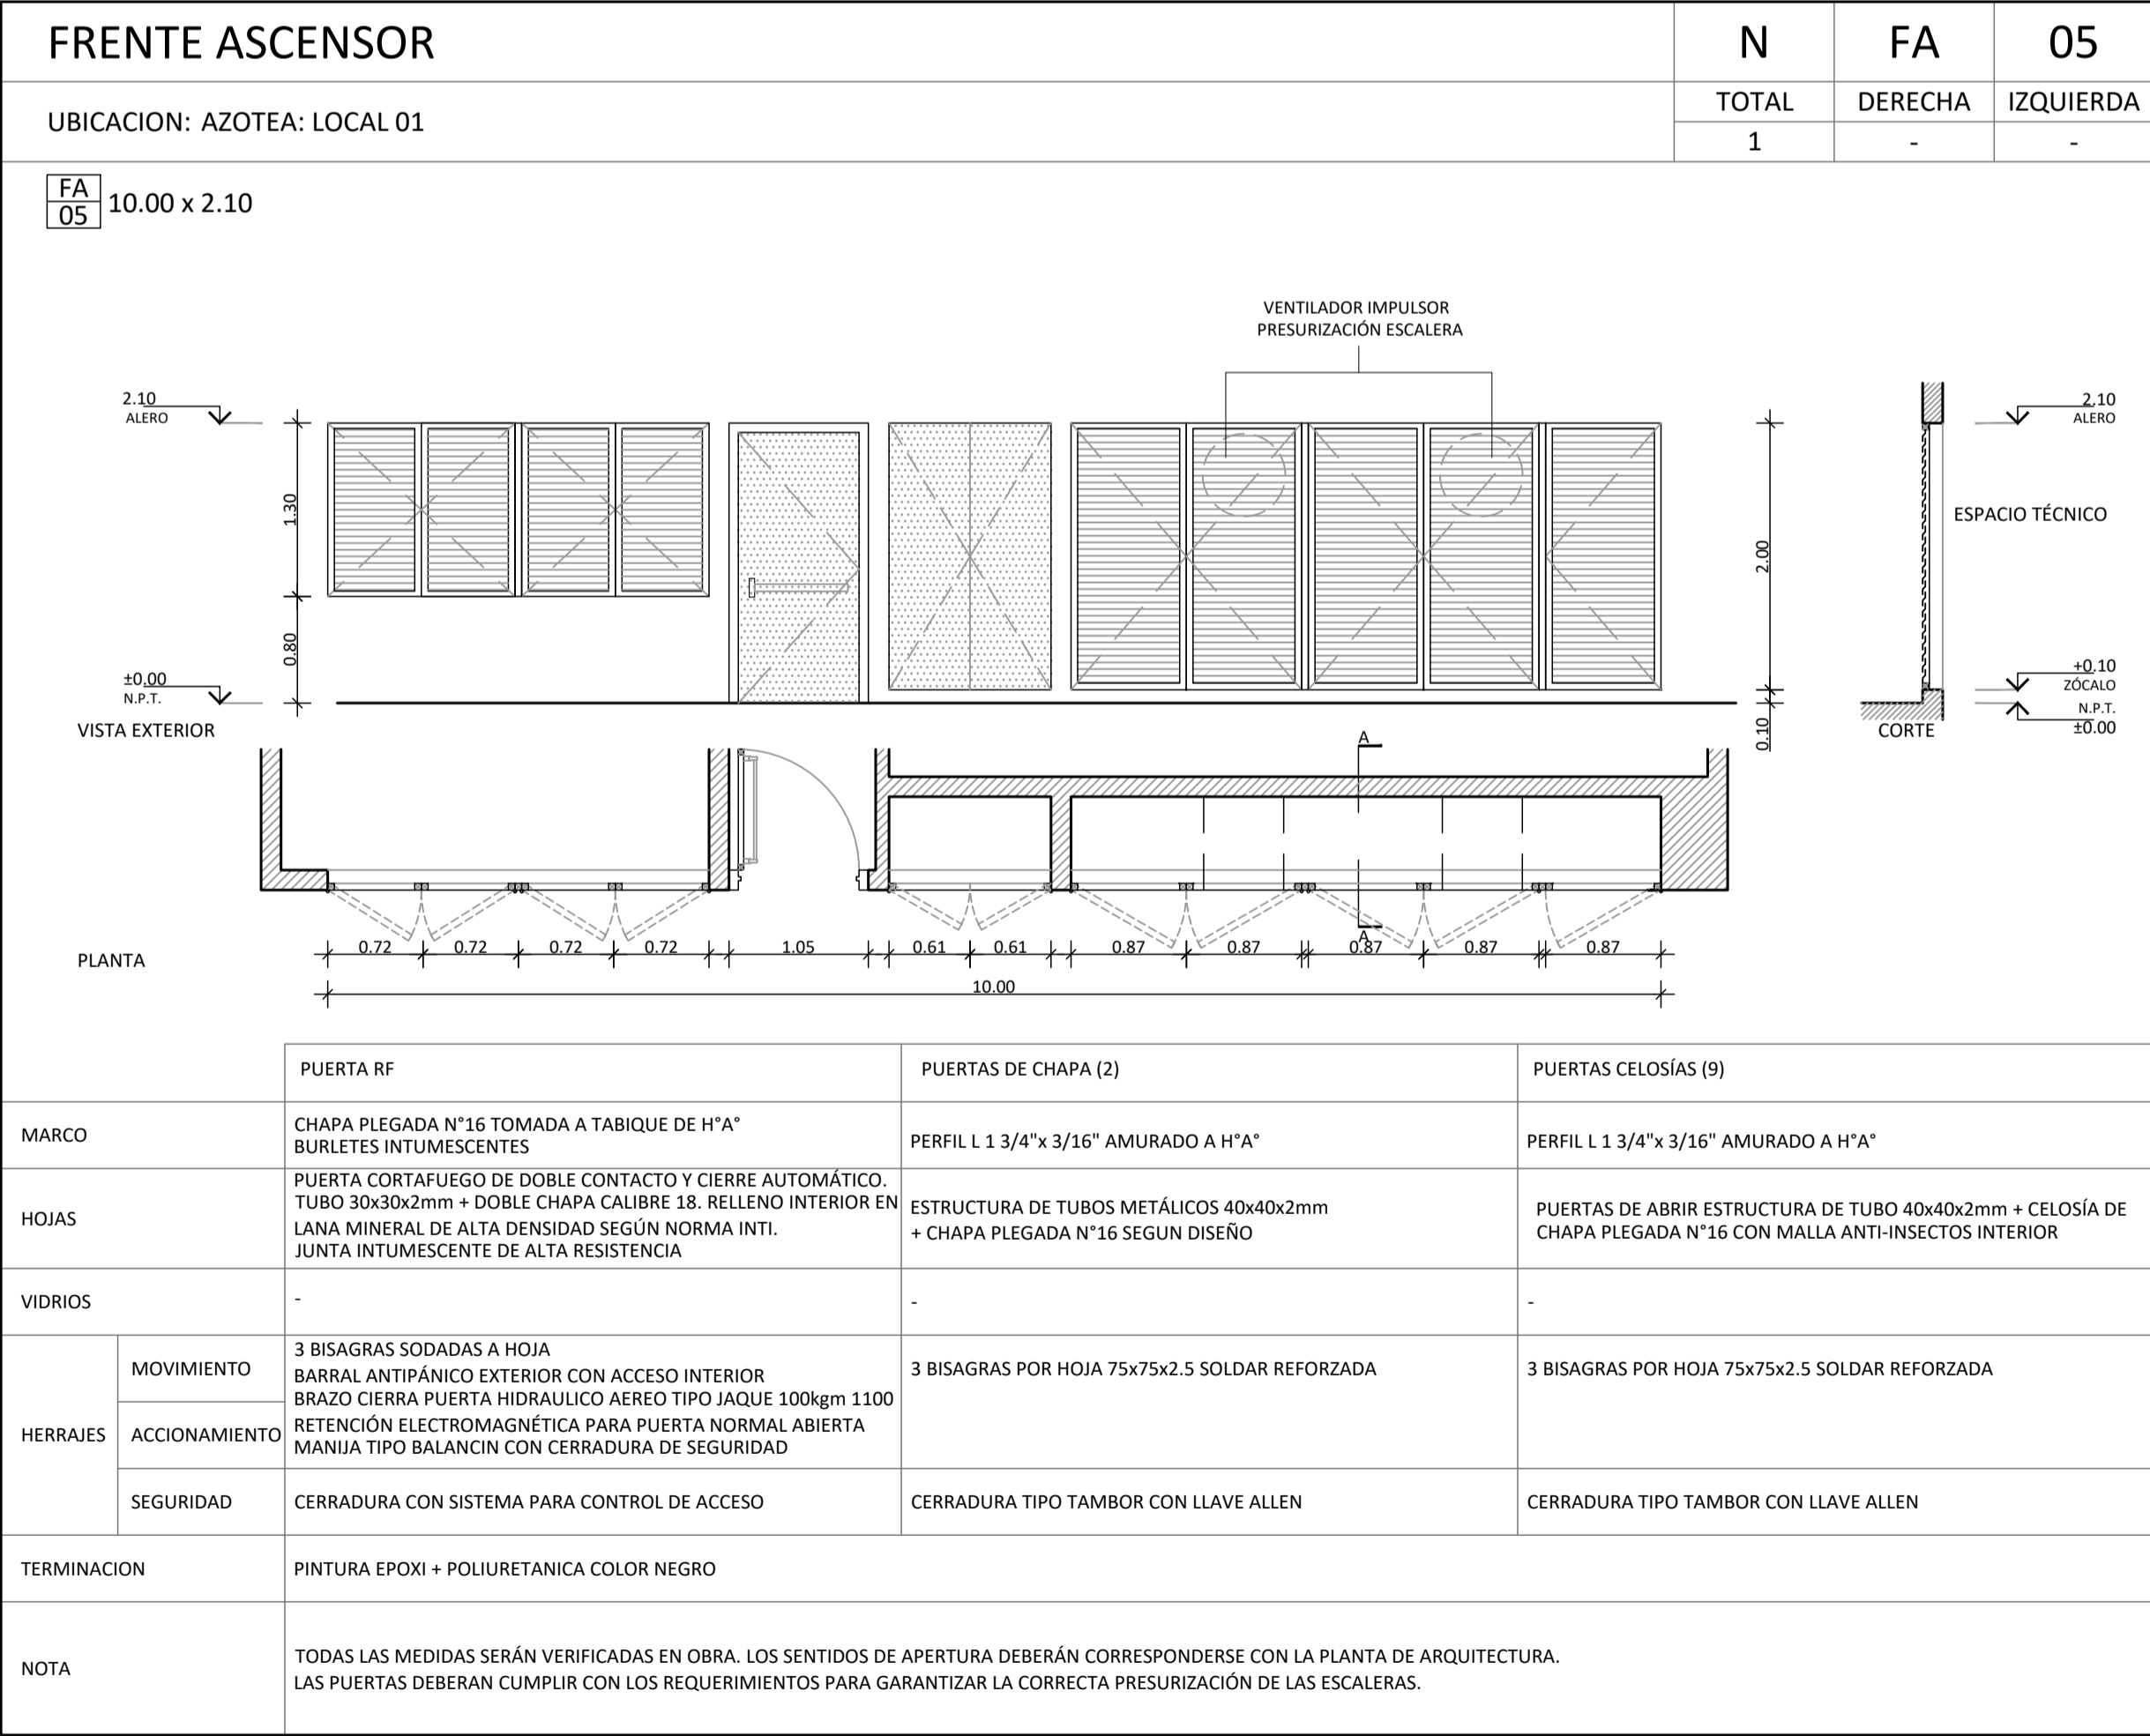 FRENTE ASCENSOR
N
FA
05
UBICACION: AZOTEA: LOCAL 01
TOTAL
DERECHA
IZQUIERDA
1
-
-
FA
05
10.00 x 2.10
VENTILADOR IMPULSOR
PRESURIZACIÓN ESCALERA
2.10
ALERO
1.30
0.80
±0.00
N.P.T.
VISTA EXTERIOR
2.00
0.10
2.10
ALERO
ESPACIO TÉCNICO
+0.10
ZÓCALO
N.P.T.
±0.00
CORTE
A
A
PLANTA
0.72
0.72
0.72
0.72
1.05
0.61
0.61
0.87
0.87
0.87
0.87
0.87
10.00
PUERTA RF
PUERTAS DE CHAPA (2)
PUERTAS CELOSÍAS (9)
MARCO
CHAPA PLEGADA N°16 TOMADA A TABIQUE DE H°A°
BURLETES INTUMESCENTES
PERFIL L 1 3/4"x 3/16" AMURADO A H°A°
PERFIL L 1 3/4"x 3/16" AMURADO A H°A°
HOJAS
PUERTA CORTAFUEGO DE DOBLE CONTACTO Y CIERRE AUTOMÁTICO.
TUBO 30x30x2mm + DOBLE CHAPA CALIBRE 18. RELLENO INTERIOR EN
LANA MINERAL DE ALTA DENSIDAD SEGÚN NORMA INTI.
JUNTA INTUMESCENTE DE ALTA RESISTENCIA
ESTRUCTURA DE TUBOS METÁLICOS 40x40x2mm
+ CHAPA PLEGADA N°16 SEGUN DISEÑO
PUERTAS DE ABRIR ESTRUCTURA DE TUBO 40x40x2mm + CELOSÍA DE
CHAPA PLEGADA N°16 CON MALLA ANTI-INSECTOS INTERIOR
VIDRIOS
-
-
-
HERRAJES
MOVIMIENTO
ACCIONAMIENTO
3 BISAGRAS SODADAS A HOJA
BARRAL ANTIPÁNICO EXTERIOR CON ACCESO INTERIOR
BRAZO CIERRA PUERTA HIDRAULICO AEREO TIPO JAQUE 100kgm 1100
RETENCIÓN ELECTROMAGNÉTICA PARA PUERTA NORMAL ABIERTA
MANIJA TIPO BALANCIN CON CERRADURA DE SEGURIDAD
3 BISAGRAS POR HOJA 75x75x2.5 SOLDAR REFORZADA
3 BISAGRAS POR HOJA 75x75x2.5 SOLDAR REFORZADA
SEGURIDAD
CERRADURA CON SISTEMA PARA CONTROL DE ACCESO
CERRADURA TIPO TAMBOR CON LLAVE ALLEN
CERRADURA TIPO TAMBOR CON LLAVE ALLEN
TERMINACION
PINTURA EPOXI + POLIURETANICA COLOR NEGRO
NOTA
TODAS LAS MEDIDAS SERÁN VERIFICADAS EN OBRA. LOS SENTIDOS DE APERTURA DEBERÁN CORRESPONDERSE CON LA PLANTA DE ARQUITECTURA.
LAS PUERTAS DEBERAN CUMPLIR CON LOS REQUERIMIENTOS PARA GARANTIZAR LA CORRECTA PRESURIZACIÓN DE LAS ESCALERAS.